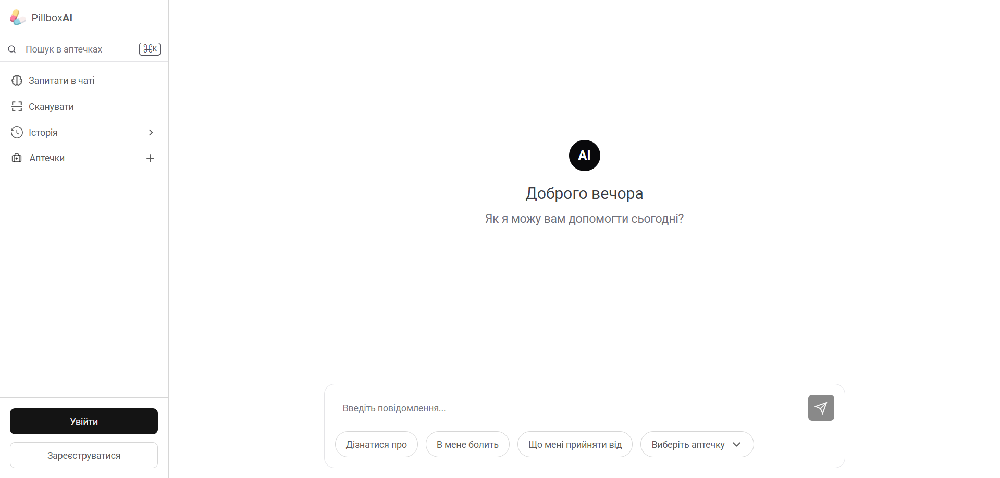 PillboxAI
Пошук в аптечках ⌘K
Запитати в чаті
Сканувати
Історія
Аптечки
Увійти
Зареєструватися
AI
Доброго вечора
Як я можу вам допомогти сьогодні?
Введіть повідомлення...
Дізнатися про
В мене болить
Що мені прийняти від
Виберіть аптечку